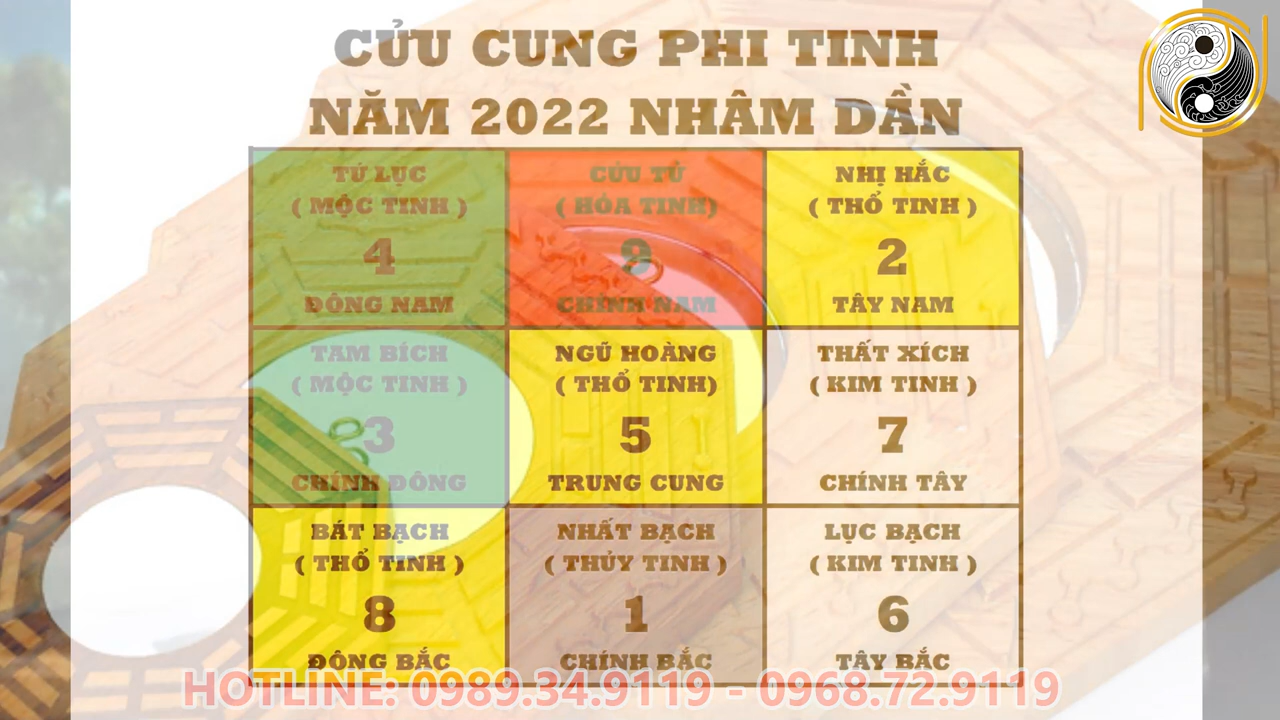 CỬU CUNG PHI TINH
NĂM 2022 NHÂM DẦN
TỨ LỤC
( MỘC TINH )
4
ĐÔNG NAM
CỬU TỬ
( HỎA TINH)
9
CHÍNH NAM
NHỊ HẮC
( THỔ TINH )
2
TÂY NAM
TAM BÍCH
( MỘC TINH )
3
CHÍNH ĐÔNG
NGŨ HOÀNG
( THỔ TINH)
5
TRUNG CUNG
THẤT XÍCH
( KIM TINH )
7
CHÍNH TÂY
BÁT BẠCH
( THỔ TINH )
8
ĐÔNG BẮC
NHẤT BẠCH
( THỦY TINH )
1
CHÍNH BẮC
LỤC BẠCH
( KIM TINH )
6
TÂY BẮC
HOTLINE: 0989.34.9119 - 0968.72.9119